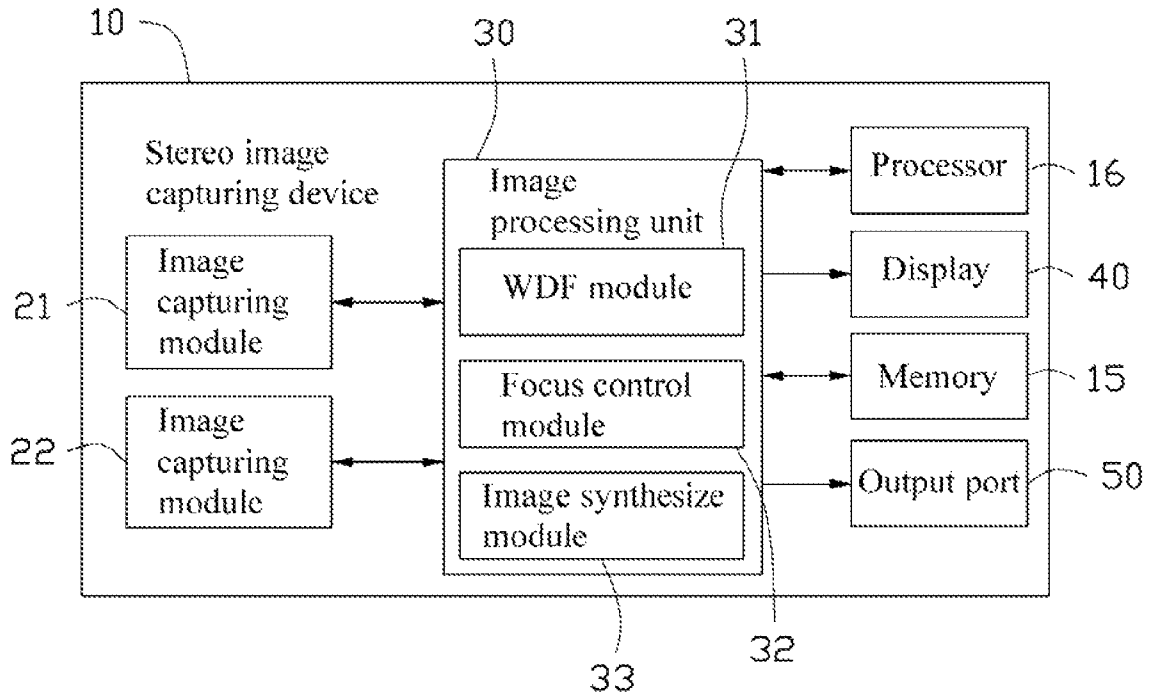 10
30
31
Stereo image
capturing device
Image
processing unit
Processor
16
Image
capturing
module
21
WDF module
Display
40
Focus control
module
Memory
15
Image
capturing
module
22
Image synthesize
module
Output port
50
32
33